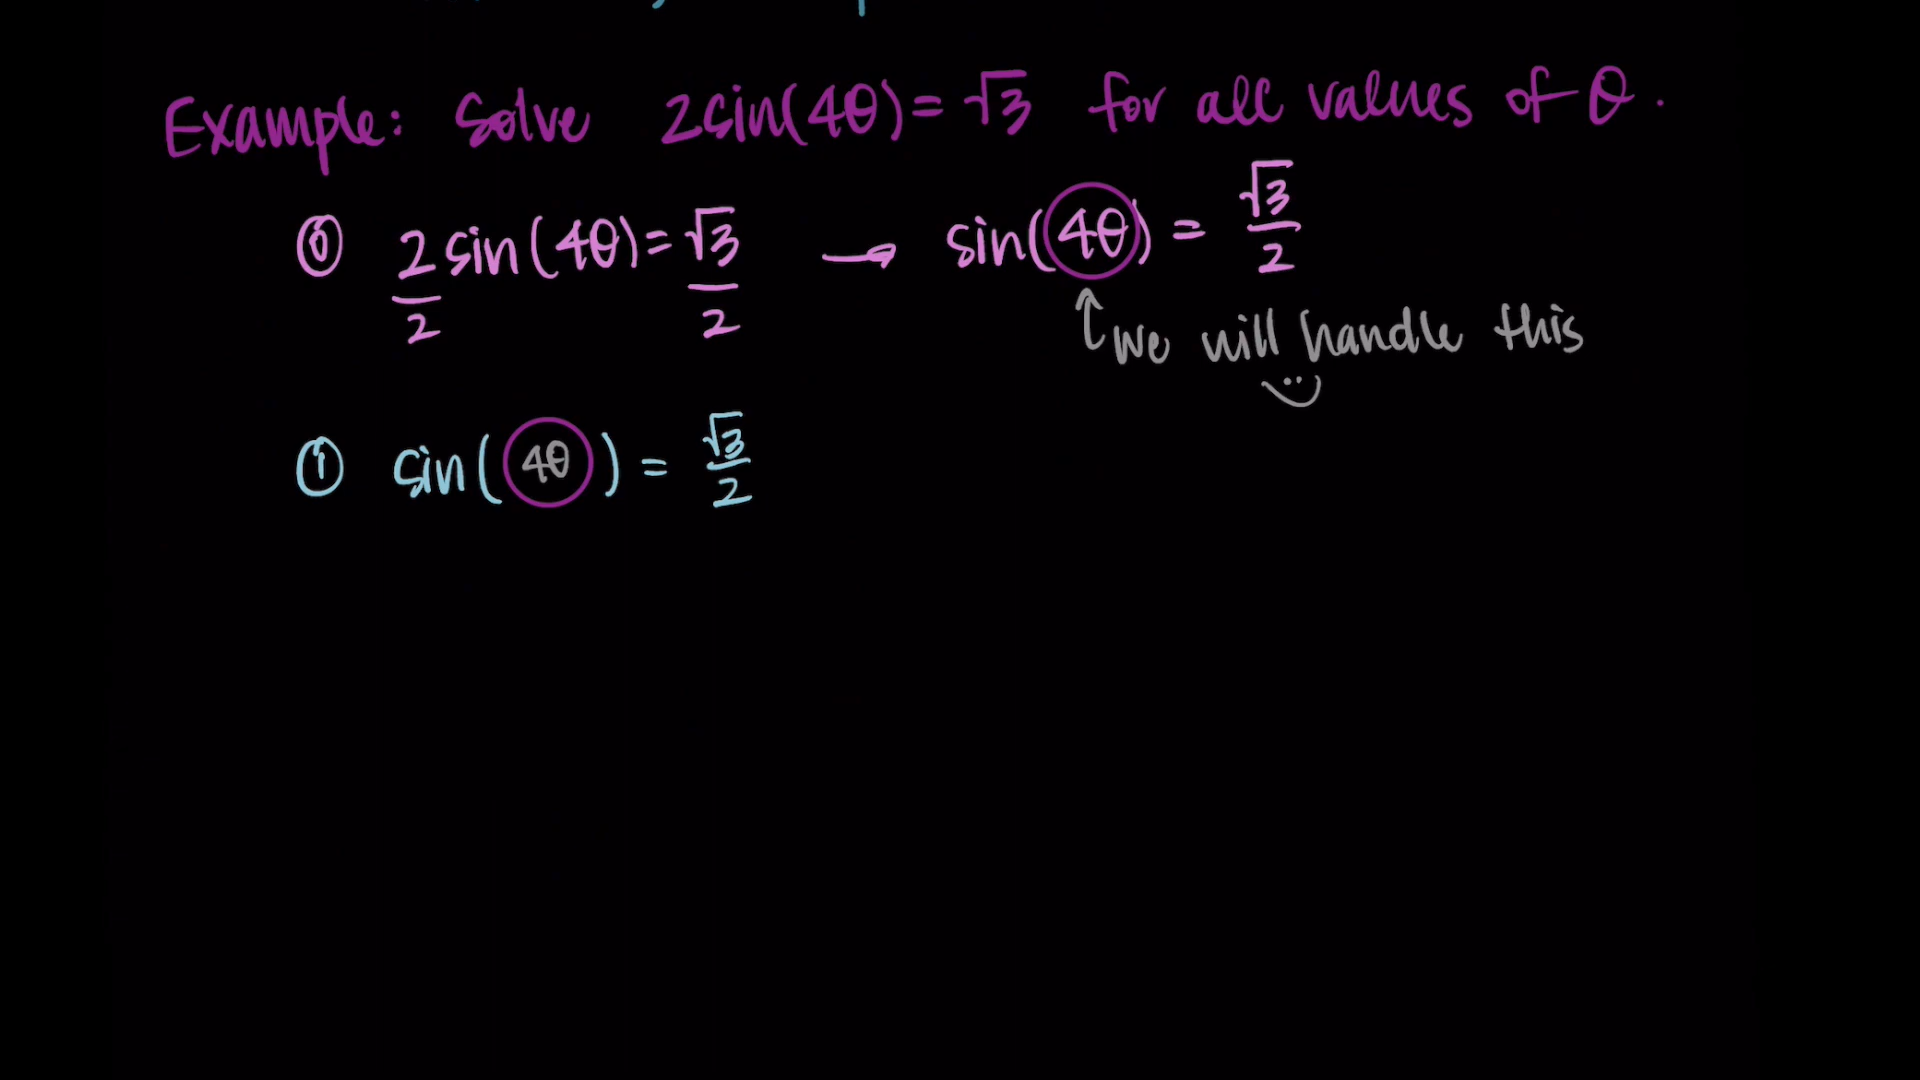 Example: Solve 2sin(4θ)=√3 for all values of θ.
⓪ 2sin(4θ)/2=√3/2 → sin(4θ) = √3/2
↑ we will handle this
① sin(4θ) = √3/2